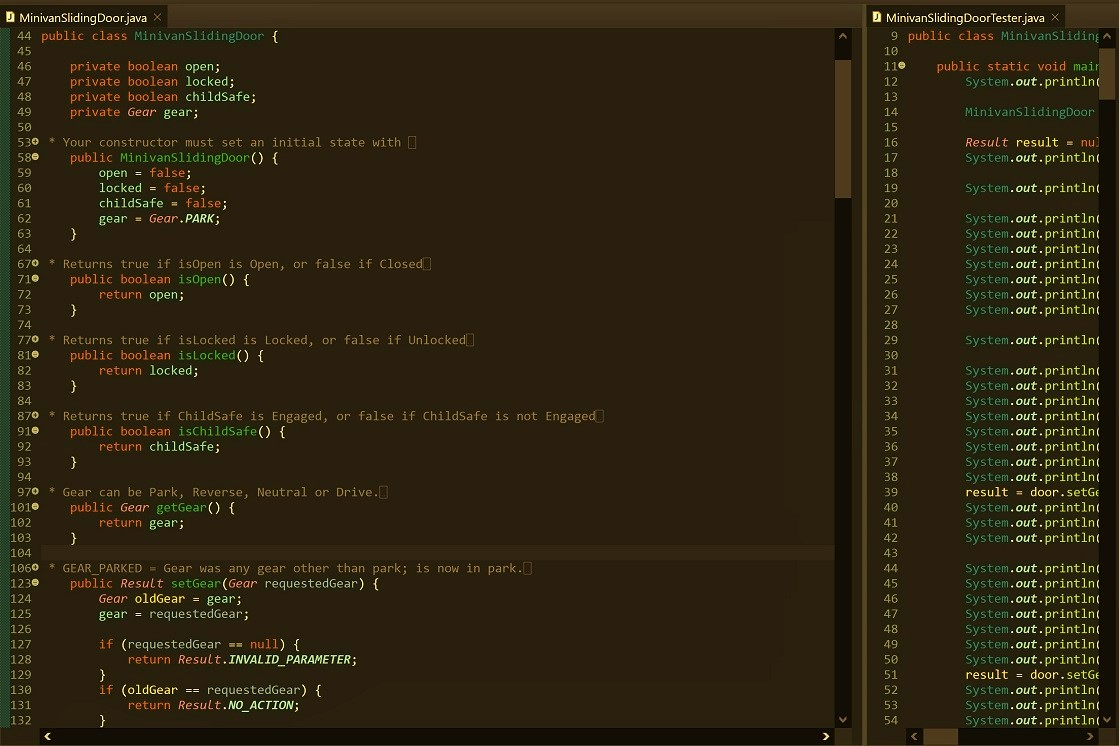 MinivanSlidingDoor.java
44 public class MinivanSlidingDoor {
45
46 private boolean open;
47 private boolean locked;
48 private boolean childSafe;
49 private Gear gear;
50
53 * Your constructor must set an initial state with
58 public MinivanSlidingDoor() {
59 open = false;
60 locked = false;
61 childSafe = false;
62 gear = Gear.PARK;
63 }
64
67 * Returns true if isOpen is Open, or false if Closed
71 public boolean isOpen() {
72 return open;
73 }
74
77 * Returns true if isLocked is Locked, or false if Unlocked
81 public boolean isLocked() {
82 return locked;
83 }
84
87 * Returns true if ChildSafe is Engaged, or false if ChildSafe is not Engaged
91 public boolean isChildSafe() {
92 return childSafe;
93 }
94
97 * Gear can be Park, Reverse, Neutral or Drive.
101 public Gear getGear() {
102 return gear;
103 }
104
106 * GEAR_PARKED = Gear was any gear other than park; is now in park.
123 public Result setGear(Gear requestedGear) {
124 Gear oldGear = gear;
125 gear = requestedGear;
126
127 if (requestedGear == null) {
128 return Result.INVALID_PARAMETER;
129 }
130 if (oldGear == requestedGear) {
131 return Result.NO_ACTION;
132 }
MinivanSlidingDoorTester.java
9 public class MinivanSliding
10
11 public static void main
12 System.out.println(
13
14 MinivanSlidingDoor
15
16 Result result = nul
17 System.out.println(
18
19 System.out.println(
20
21 System.out.println(
22 System.out.println(
23 System.out.println(
24 System.out.println(
25 System.out.println(
26 System.out.println(
27 System.out.println(
28
29 System.out.println(
30
31 System.out.println(
32 System.out.println(
33 System.out.println(
34 System.out.println(
35 System.out.println(
36 System.out.println(
37 System.out.println(
38 System.out.println(
39 result = door.setGe
40 System.out.println(
41 System.out.println(
42 System.out.println(
43
44 System.out.println(
45 System.out.println(
46 System.out.println(
47 System.out.println(
48 System.out.println(
49 System.out.println(
50 System.out.println(
51 result = door.setGe
52 System.out.println(
53 System.out.println(
54 System.out.println(